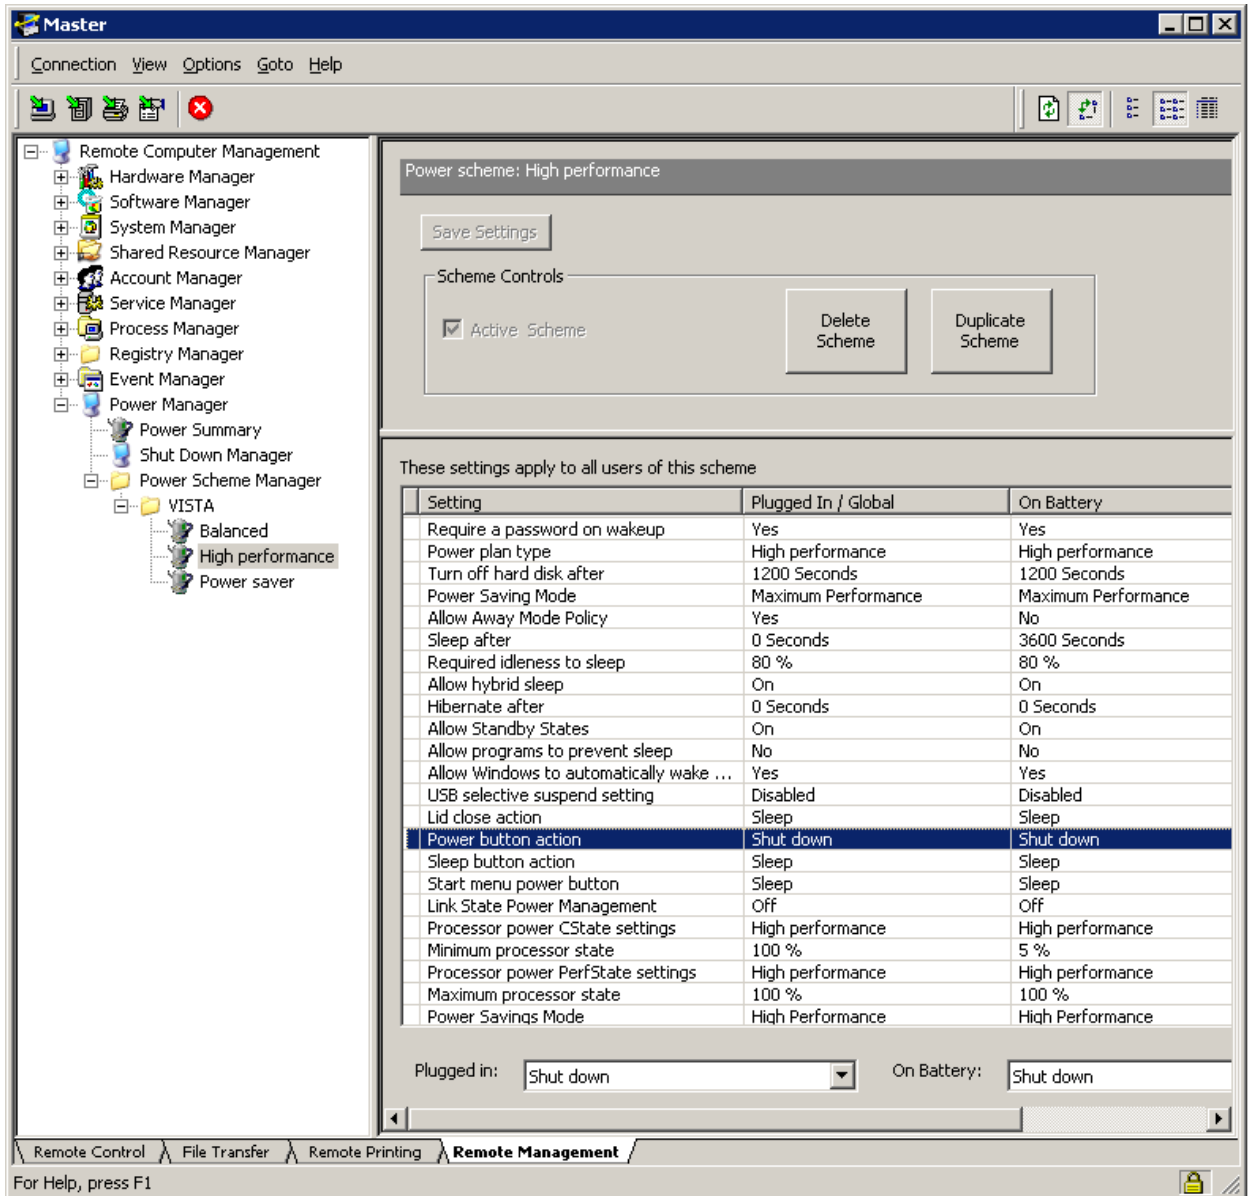 Master
Connection View Options Goto Help
Remote Computer Management
Hardware Manager
Software Manager
System Manager
Shared Resource Manager
Account Manager
Service Manager
Process Manager
Registry Manager
Event Manager
Power Manager
Power Summary
Shut Down Manager
Power Scheme Manager
VISTA
Balanced
High performance
Power saver
Power scheme: High performance
Save Settings
Scheme Controls
Active Scheme
Delete
Scheme
Duplicate
Scheme
These settings apply to all users of this scheme
Setting Plugged In / Global On Battery
Require a password on wakeup Yes Yes
Power plan type High performance High performance
Turn off hard disk after 1200 Seconds 1200 Seconds
Power Saving Mode Maximum Performance Maximum Performance
Allow Away Mode Policy Yes No
Sleep after 0 Seconds 3600 Seconds
Required idleness to sleep 80 % 80 %
Allow hybrid sleep On On
Hibernate after 0 Seconds 0 Seconds
Allow Standby States On On
Allow programs to prevent sleep No No
Allow Windows to automatically wake ... Yes Yes
USB selective suspend setting Disabled Disabled
Lid close action Sleep Sleep
Power button action Shut down Shut down
Sleep button action Sleep Sleep
Start menu power button Sleep Sleep
Link State Power Management Off Off
Processor power CState settings High performance High performance
Minimum processor state 100 % 5 %
Processor power PerfState settings High performance High performance
Maximum processor state 100 % 100 %
Power Savings Mode High Performance High Performance
Plugged in: Shut down On Battery: Shut down
Remote Control File Transfer Remote Printing Remote Management
For Help, press F1